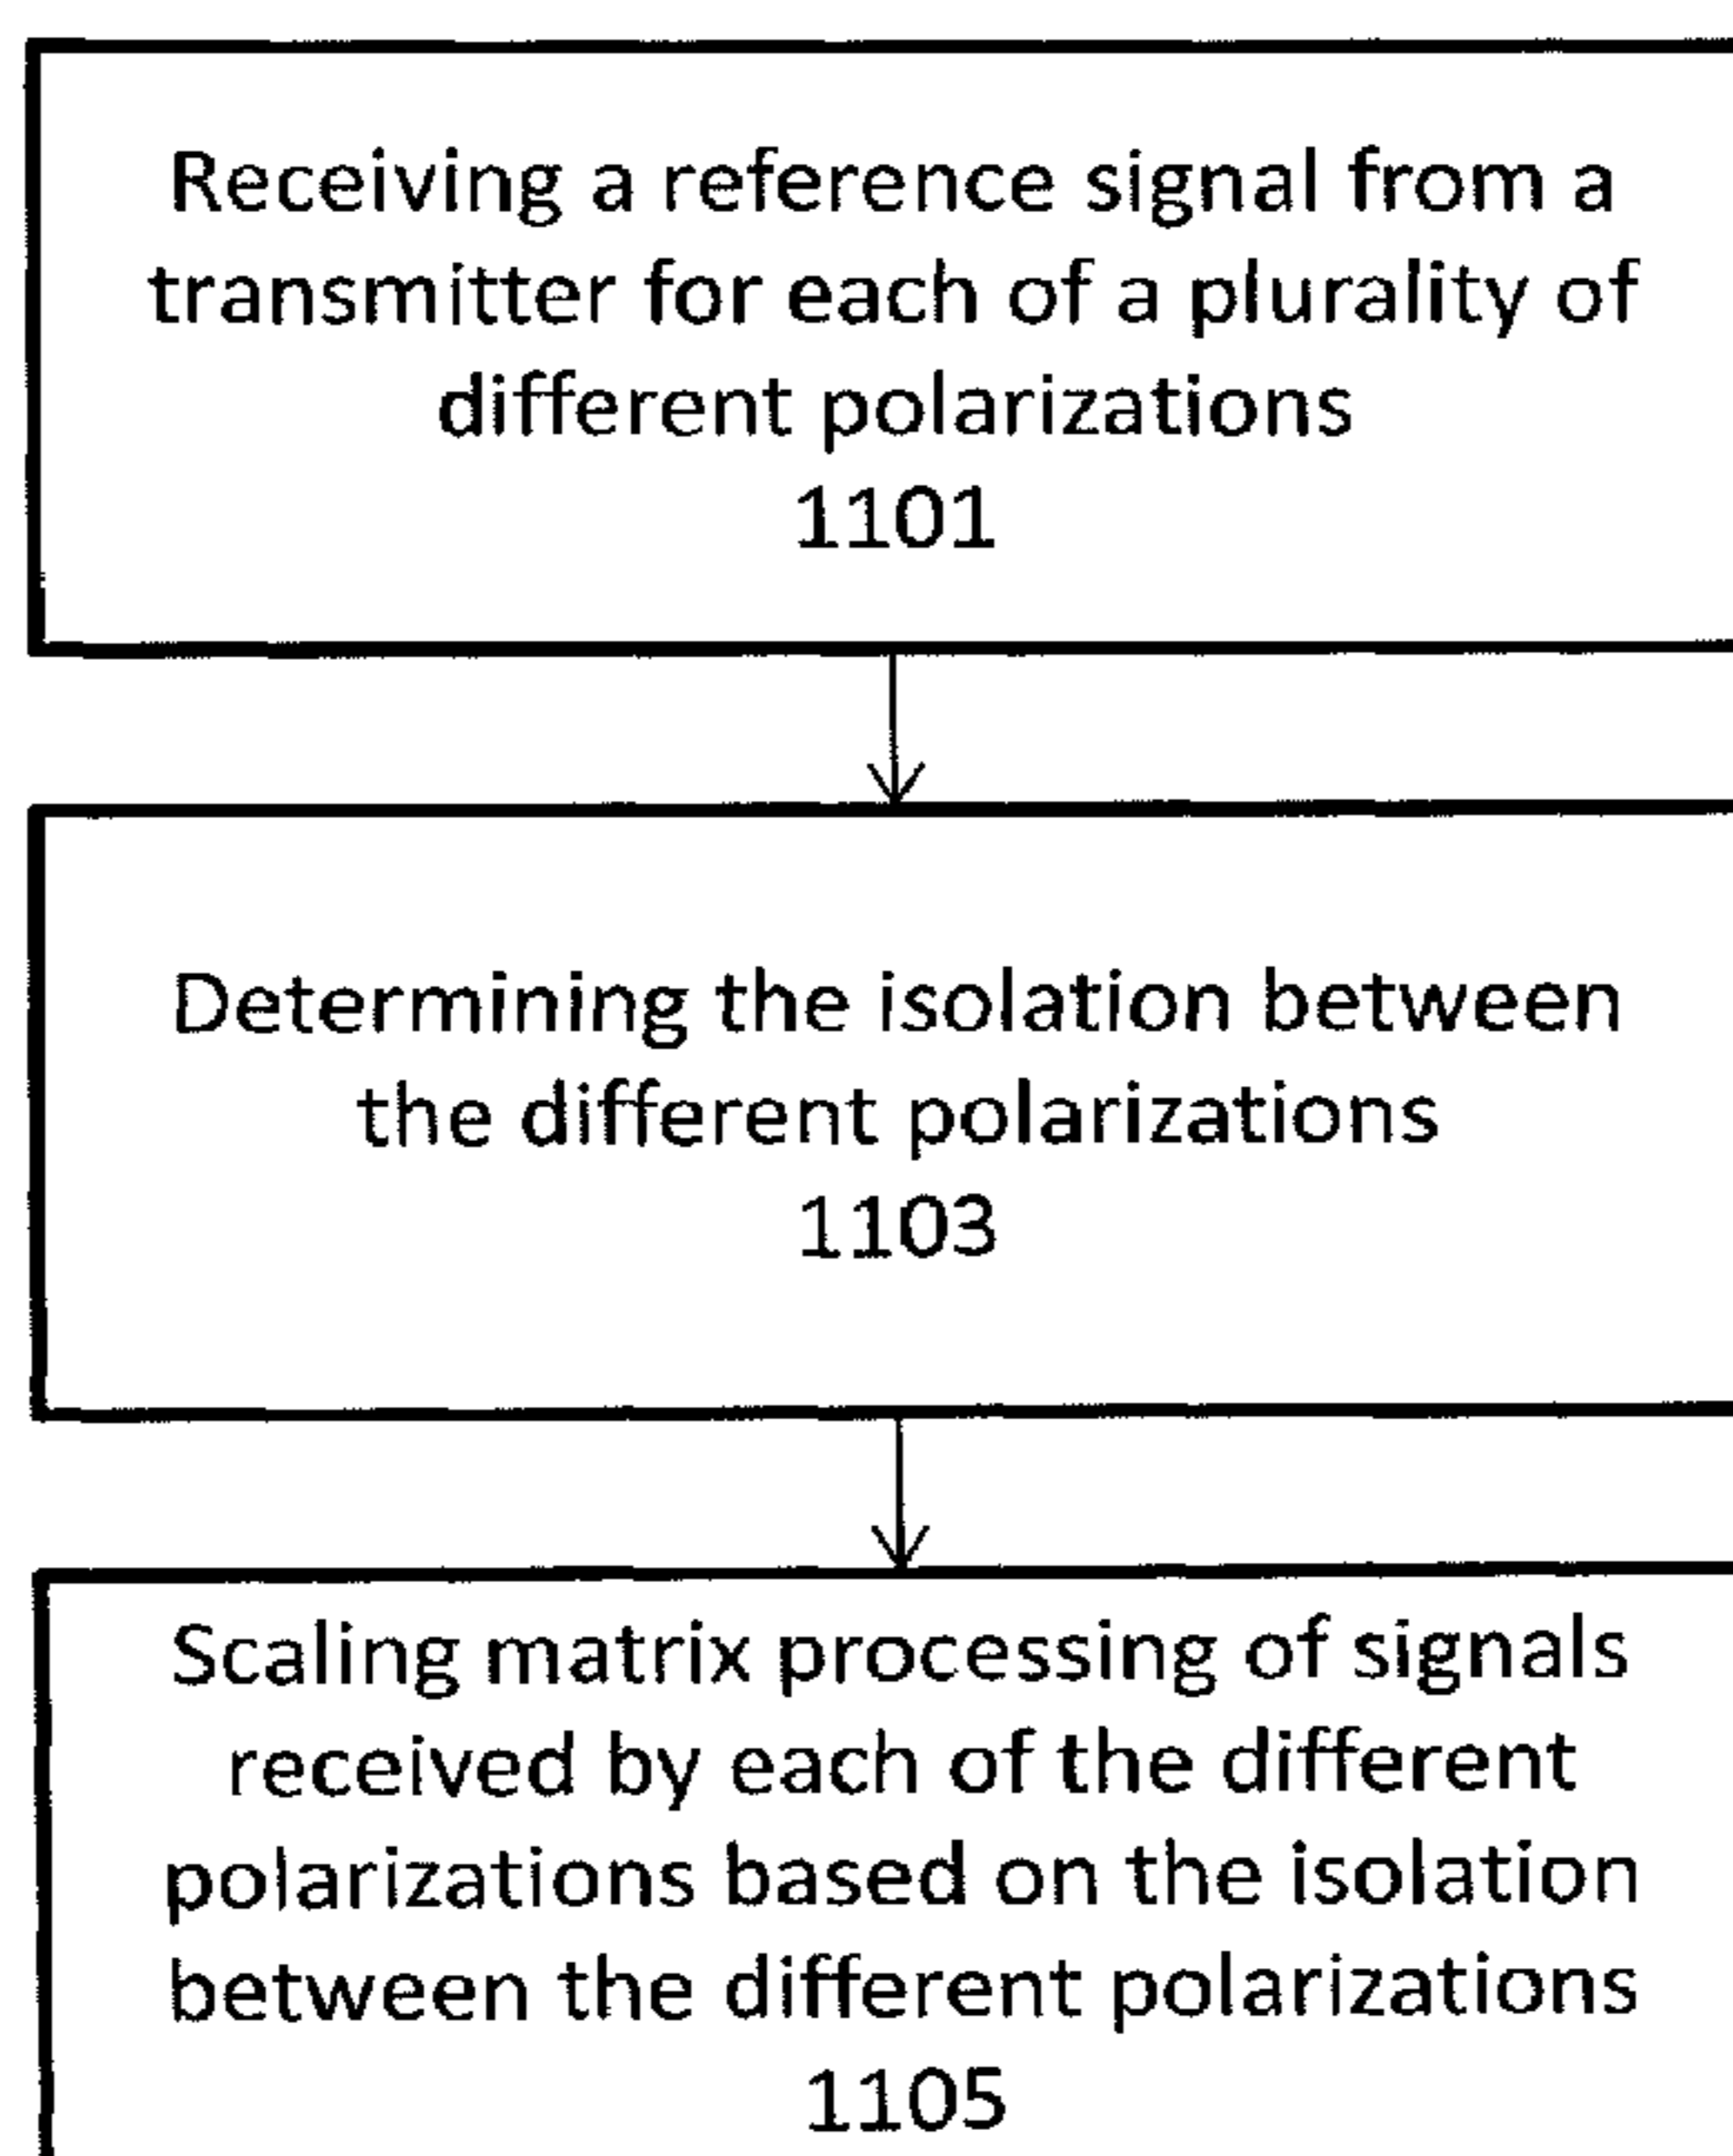 Receiving a reference signal from a
transmitter for each of a plurality of
different polarizations
1101
Determining the isolation between
the different polarizations
1103
Scaling matrix processing of signals
received by each of the different
polarizations based on the isolation
between the different polarizations
1105